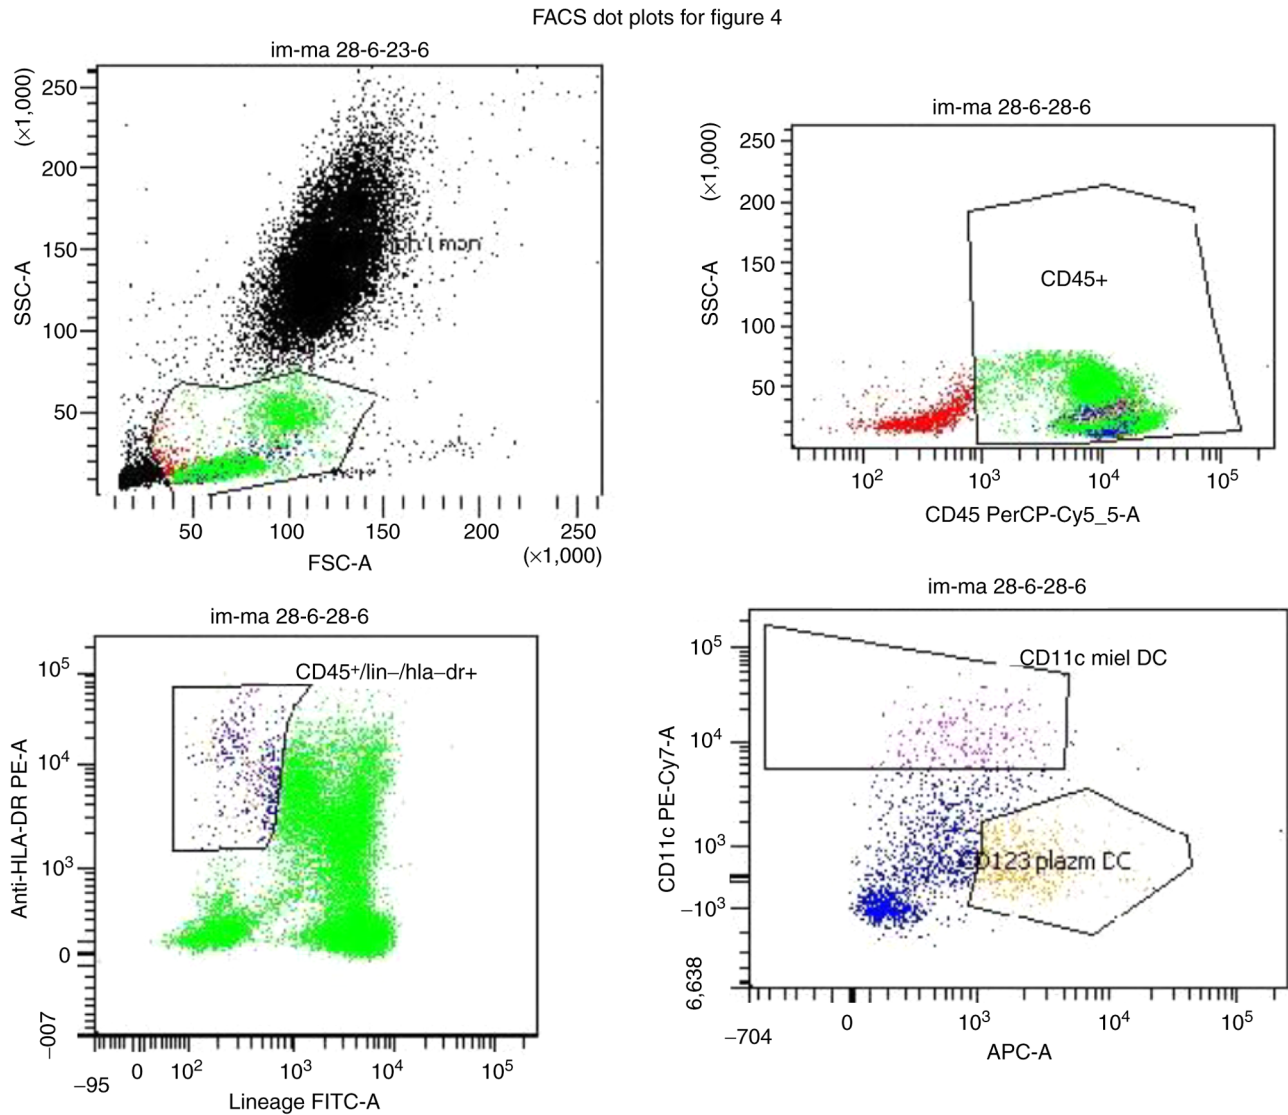 FACS dot plots for figure 4
im-ma 28-6-23-6
(×1,000)
250
200
150
100
50
SSC-A
50
100
150
200
250
(×1,000)
FSC-A
im-ma 28-6-28-6
(×1,000)
250
200
150
100
50
SSC-A
CD45+
10²
10³
10⁴
10⁵
CD45 PerCP-Cy5_5-A
im-ma 28-6-28-6
CD45⁺/lin–/hla–dr+
10⁵
10⁴
10³
0
–007
Anti-HLA-DR PE-A
–95
0
10²
10³
10⁴
10⁵
Lineage FITC-A
im-ma 28-6-28-6
CD11c miel DC
10⁵
10⁴
10³
–10³
6,638
CD11c PE-Cy7-A
CD123 plazm DC
–704
0
10³
10⁴
10⁵
APC-A